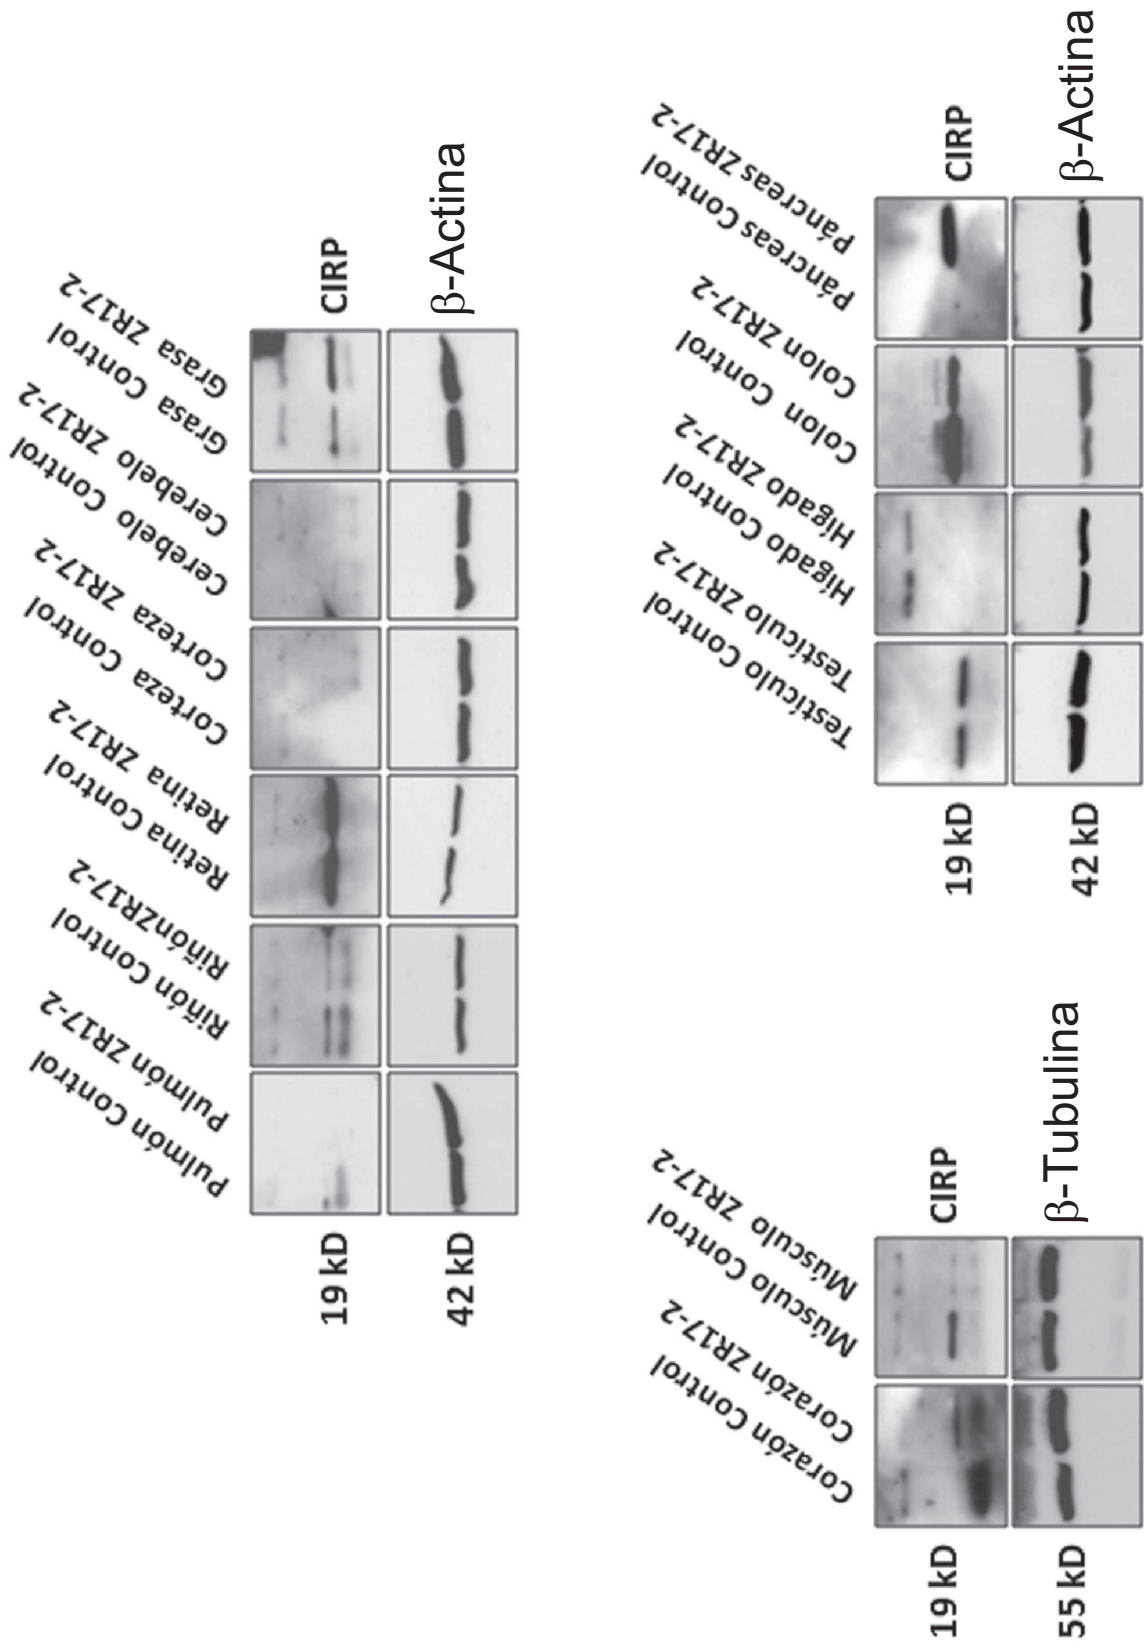 Pulmón Control
Pulmón ZR17-2
Riñón Control
RiñónZR17-2
Retina Control
Retina ZR17-2
Corteza Control
Corteza ZR17-2
Cerebelo Control
Cerebelo ZR17-2
Grasa Control
Grasa ZR17-2
19 kD
CIRP
42 kD
β-Actina
Corazón Control
Corazón ZR17-2
Músculo Control
Músculo ZR17-2
19 kD
CIRP
55 kD
β-Tubulina
Testículo Control
Testículo ZR17-2
Hígado Control
Hígado ZR17-2
Colon Control
Colon ZR17-2
Páncreas Control
Páncreas ZR17-2
19 kD
CIRP
42 kD
β-Actina